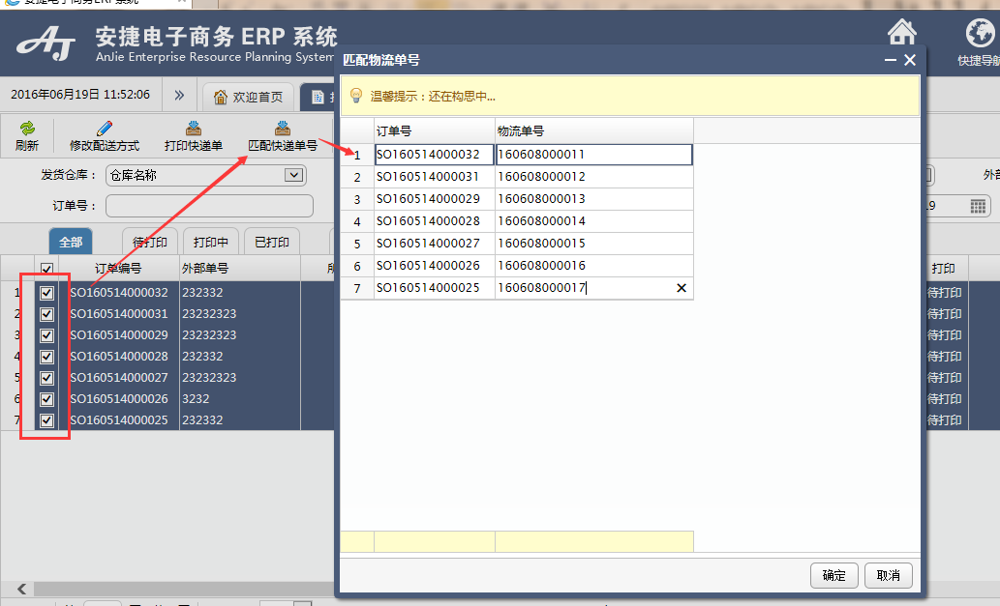 安捷电子商务 ERP 系统
AnJie Enterprise Resource Planning System
快捷导航
2016年06月19日 11:52:06
欢迎首页
刷新
修改配送方式
打印快递单
匹配快递单号
发货仓库：
仓库名称
订单号：
全部
待打印
打印中
已打印
订单编号
外部单号
打印
1 SO160514000032 232332 待打印
2 SO160514000031 23232323 待打印
3 SO160514000029 23232323 待打印
4 SO160514000028 232332 待打印
5 SO160514000027 23232323 待打印
6 SO160514000026 3232 待打印
7 SO160514000025 232332 待打印
匹配物流单号
温馨提示：还在构思中...
订单号 物流单号
1 SO160514000032 160608000011
2 SO160514000031 160608000012
3 SO160514000029 160608000013
4 SO160514000028 160608000014
5 SO160514000027 160608000015
6 SO160514000026 160608000016
7 SO160514000025 160608000017
确定
取消